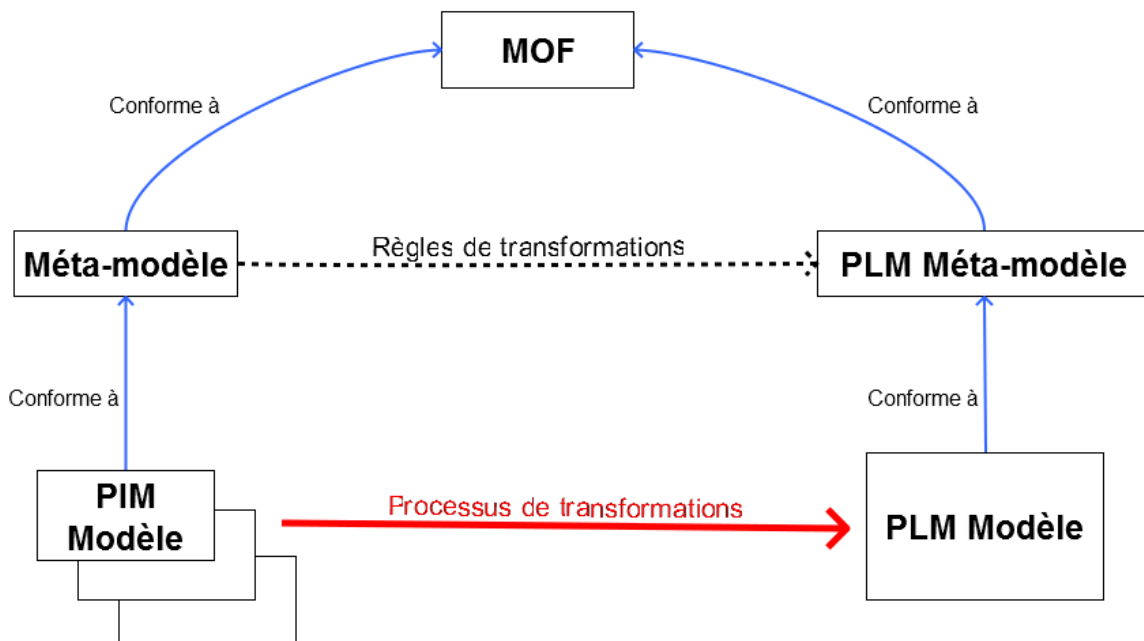 MOF
Conforme à
Conforme à
Règles de transformations
Méta-modèle
PLM Méta-modèle
Conforme à
Conforme à
PIM
Modèle
Processus de transformations
PLM Modèle